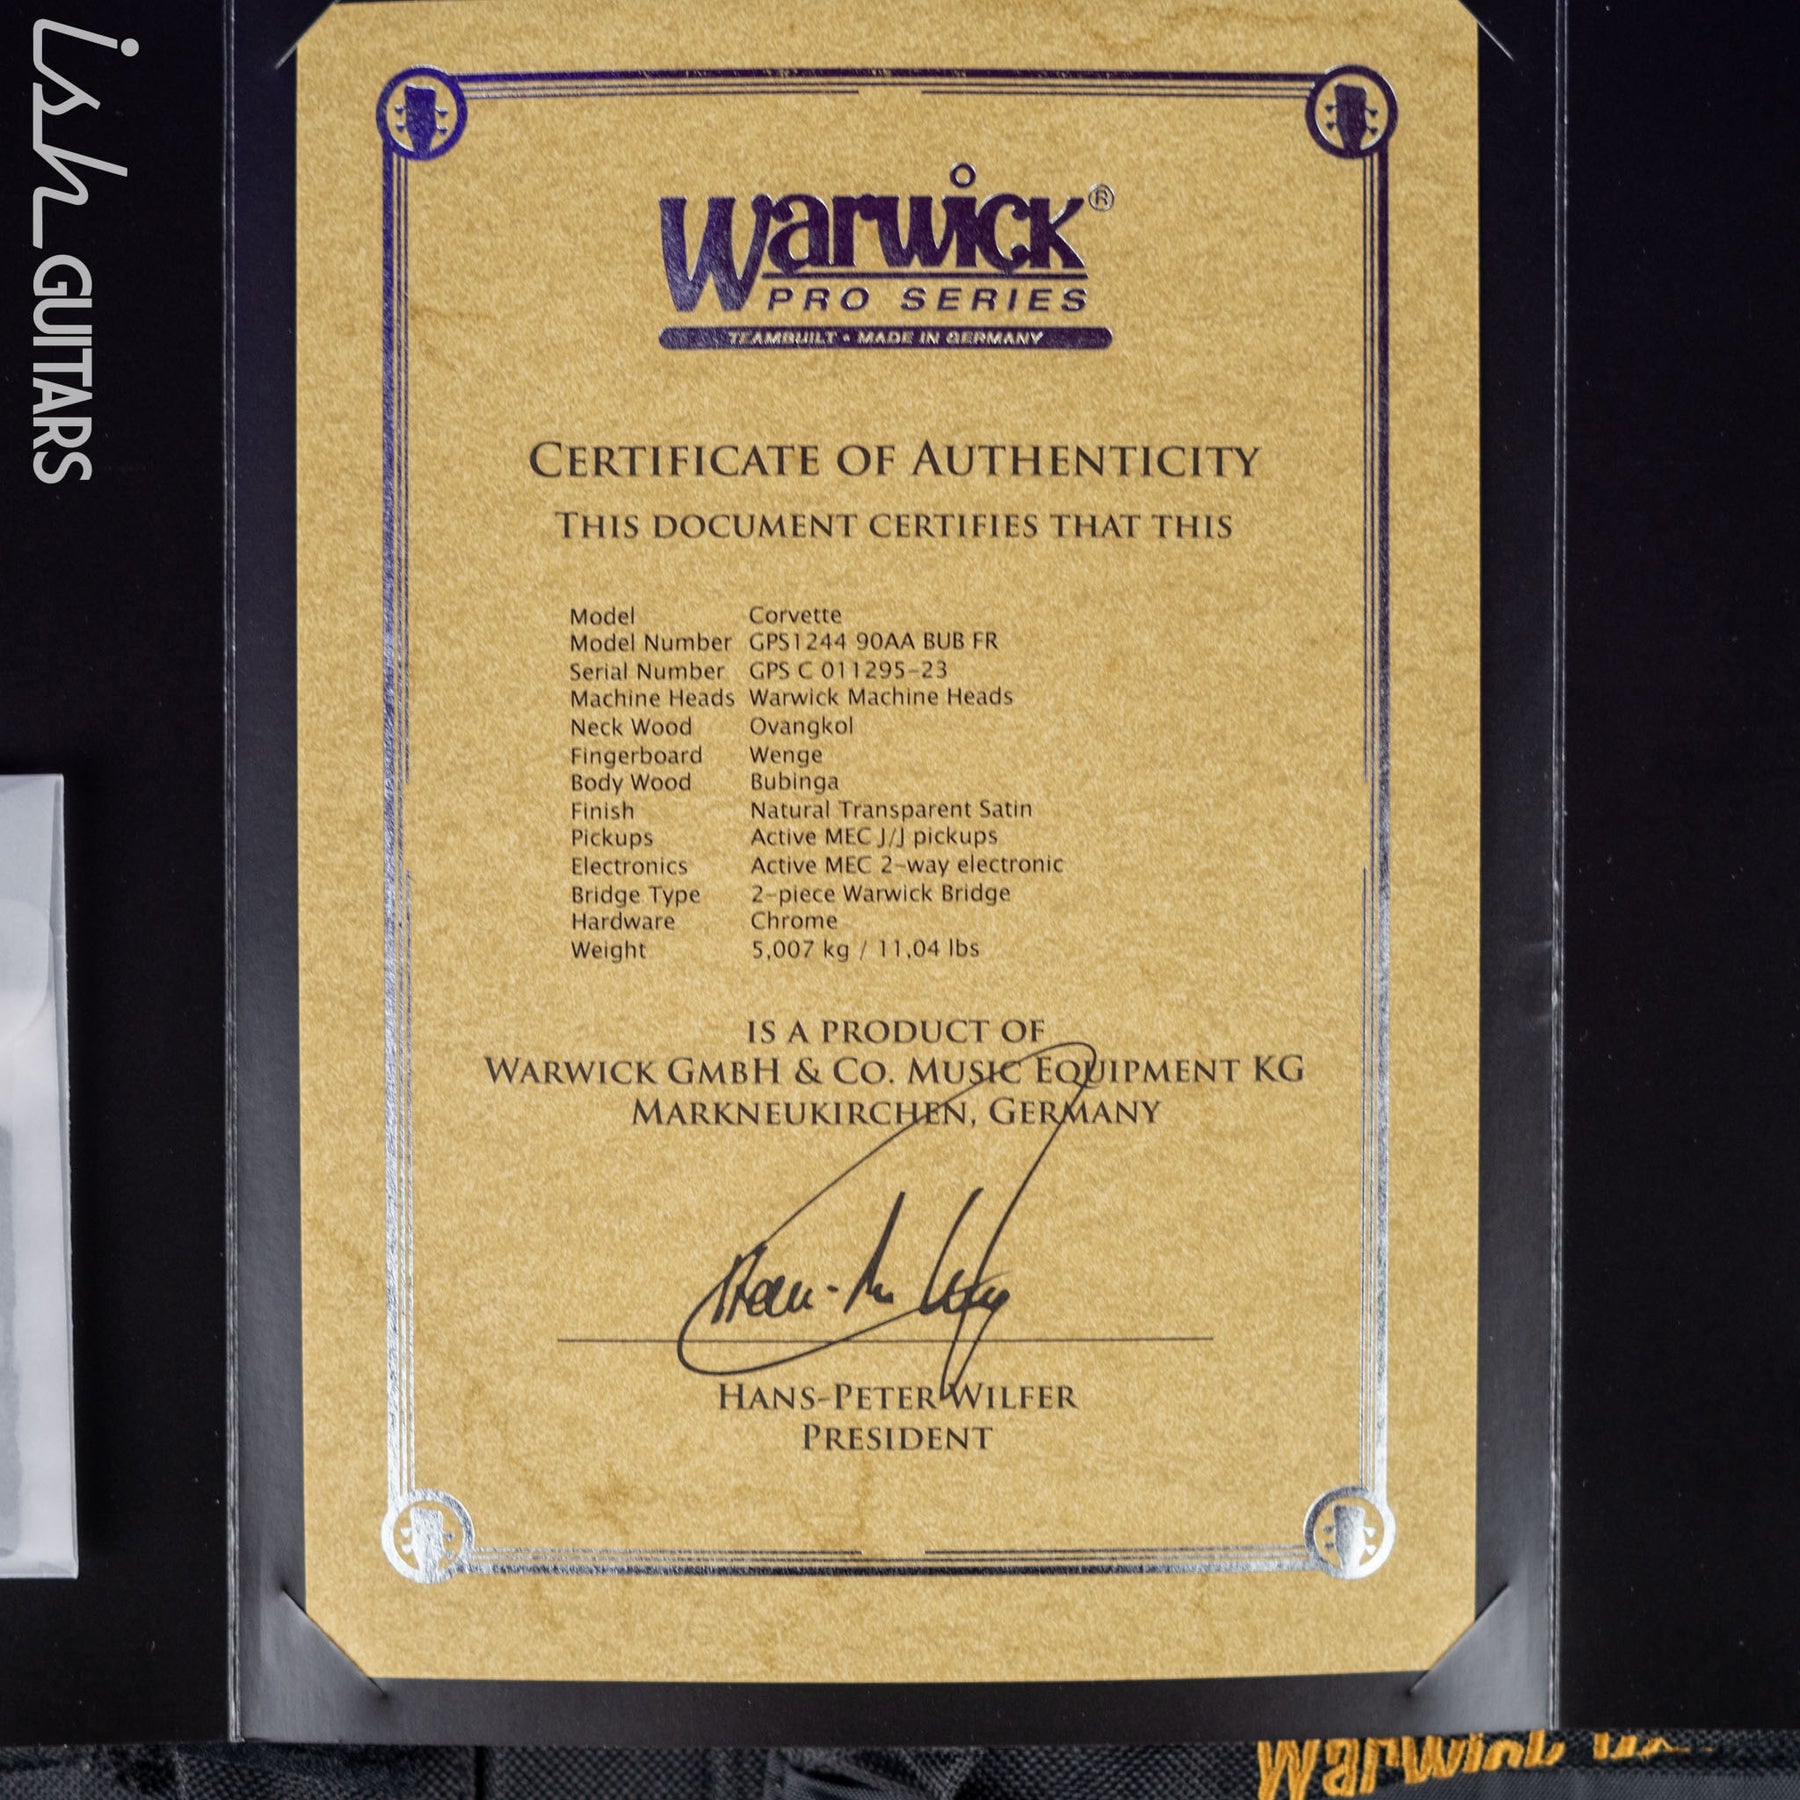 ish GUITARS
Warwick®
PRO SERIES
TEAMBUILT • MADE IN GERMANY
CERTIFICATE OF AUTHENTICITY
THIS DOCUMENT CERTIFIES THAT THIS
Model Corvette
Model Number GPS1244 90AA BUB FR
Serial Number GPS C 011295-23
Machine Heads Warwick Machine Heads
Neck Wood Ovangkol
Fingerboard Wenge
Body Wood Bubinga
Finish Natural Transparent Satin
Pickups Active MEC J/J pickups
Electronics Active MEC 2-way electronic
Bridge Type 2-piece Warwick Bridge
Hardware Chrome
Weight 5,007 kg / 11,04 lbs
IS A PRODUCT OF
WARWICK GMBH & CO. MUSIC EQUIPMENT KG
MARKNEUKIRCHEN, GERMANY
HANS-PETER WILFER
PRESIDENT
Warwick